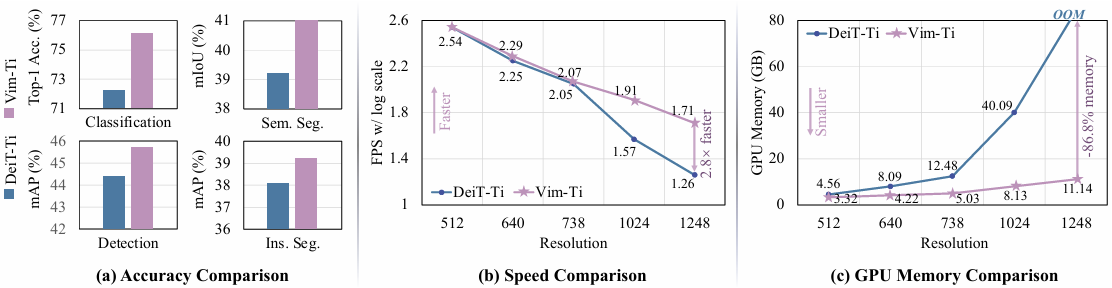 DeiT-Ti Vim-Ti
Top-1 Acc. (%)
77
75
73
71
Classification
mIoU (%)
41
40
39
38
Sem. Seg.
mAP (%)
46
45
44
43
42
Detection
mAP (%)
40
39
38
37
36
Ins. Seg.
(a) Accuracy Comparison
FPS w/ log scale
2.6
2.2
1.8
1.4
1
Faster
2.54
2.29
2.25
2.07
2.05
1.91
1.57
1.71
1.26
2.8× faster
DeiT-Ti Vim-Ti
512 640 738 1024 1248
Resolution
(b) Speed Comparison
GPU Memory (GB)
80
60
40
20
0
DeiT-Ti Vim-Ti
OOM
Smaller
40.09
12.48
8.09
4.56
3.32
4.22
5.03
8.13
11.14
-86.8% memory
512 640 738 1024 1248
Resolution
(c) GPU Memory Comparison